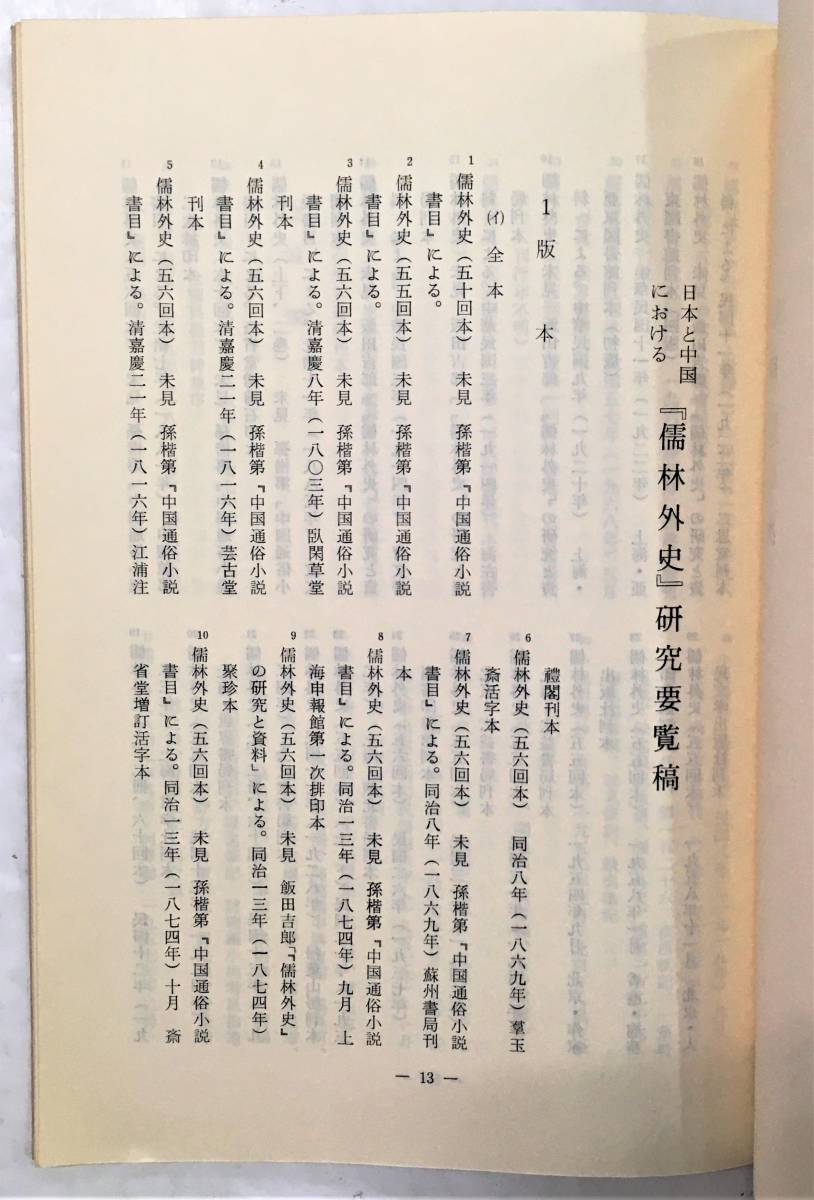 日本と中国
における
『儒林外史』研究要覧稿
1 版 本
(イ) 全 本
1 儒林外史（五十回本） 未見 孫楷第『中国通俗小説
書目』による。
2 儒林外史（五五回本） 未見 孫楷第『中国通俗小説
書目』による。
3 儒林外史（五六回本） 未見 孫楷第『中国通俗小説
書目』による。清嘉慶八年（一八〇三年）臥閑草堂
刊本
4 儒林外史（五六回本） 未見 孫楷第『中国通俗小説
書目』による。清嘉慶二一年（一八一六年）芸古堂
刊本
5 儒林外史（五六回本） 未見 孫楷第『中国通俗小説
書目』による。清嘉慶二一年（一八一六年）江浦注
禮閣刊本
6 儒林外史（五六回本） 同治八年（一八六九年）羣玉
斎活字本
7 儒林外史（五六回本） 未見 孫楷第『中国通俗小説
書目』による。同治八年（一八六九年）蘇州書局刊
本
8 儒林外史（五六回本） 未見 孫楷第『中国通俗小説
書目』による。同治一三年（一八七四年）九月 上
海申報館第一次排印本
9 儒林外史（五六回本） 未見 飯田吉郎「『儒林外史』
の研究と資料」による。同治一三年（一八七四年）
聚珍本
10 儒林外史（五六回本） 未見 孫楷第『中国通俗小説
書目』による。同治一三年（一八七四年）十月 斎
省堂増訂活字本
— 13 —